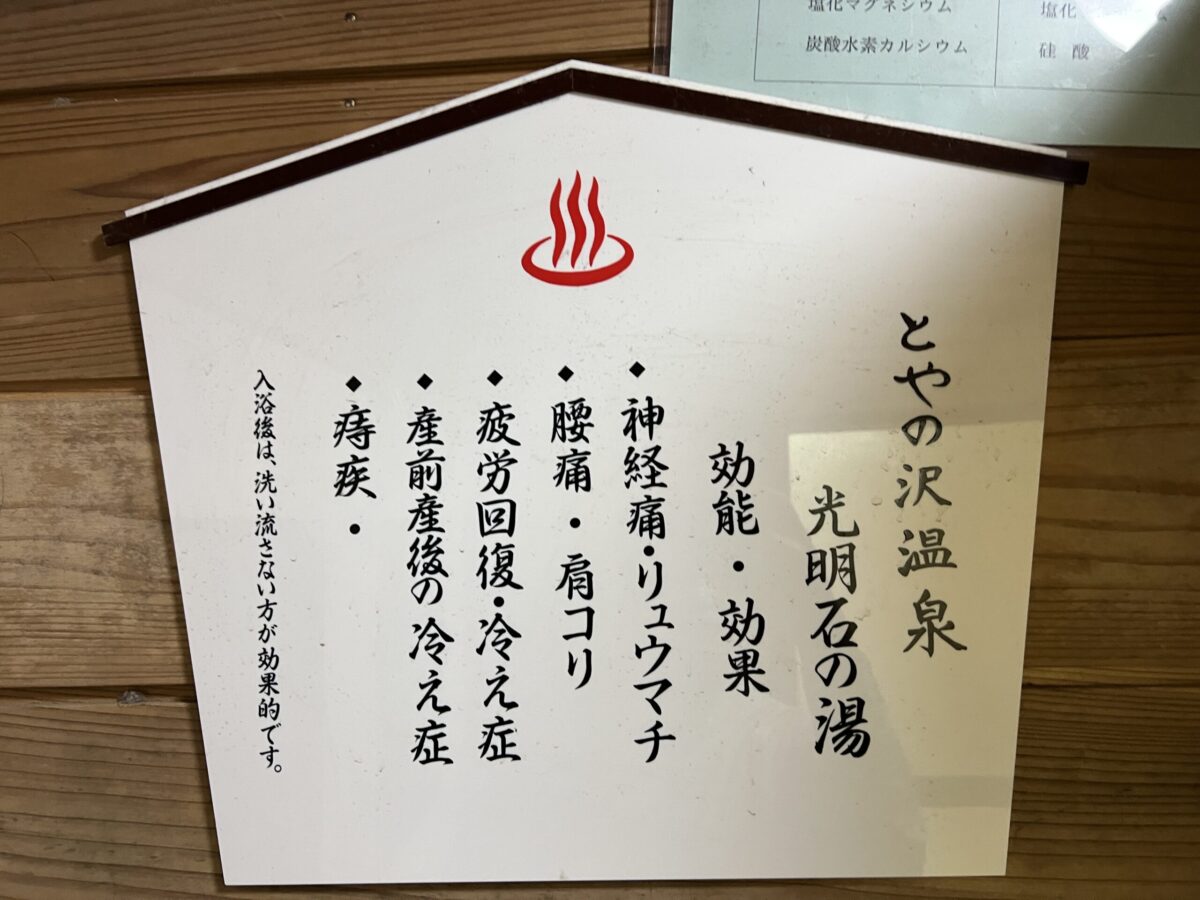 とやの沢温泉
光明石の湯
効能・効果
◆神経痛・リュウマチ
◆腰痛・肩コリ
◆疲労回復・冷え症
◆産前産後の冷え症
◆痔疾・
入浴後は、洗い流さない方が効果的です。
塩化マグネシウム
塩化
炭酸水素カルシウム
硅酸